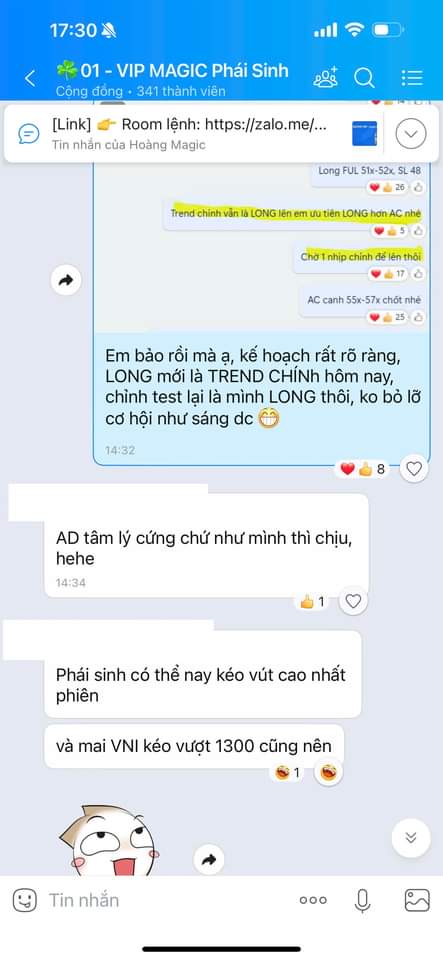 17:30
☘️01 - VIP MAGIC Phái Sinh
Cộng đồng • 341 thành viên
[Link] 👉 Room lệnh: https://zalo.me/...
Tin nhắn của Hoàng Magic
Long FUL 51x-52x, SL 48
26
Trend chính vẫn là LONG lên em ưu tiên LONG hơn AC nhé
5
Chờ 1 nhịp chỉnh để lên thôi
17
AC canh 55x-57x chốt nhé
25
Em bảo rồi mà ạ, kế hoạch rất rõ ràng,
LONG mới là TREND CHÍNh hôm nay,
chỉnh test lại là mình LONG thôi, ko bỏ lỡ
cơ hội như sáng dc 😁
14:32
8
AD tâm lý cứng chứ như mình thì chịu,
hehe
14:34
1
Phái sinh có thể nay kéo vút cao nhất
phiên
và mai VNI kéo vượt 1300 cũng nên
1
Tin nhắn